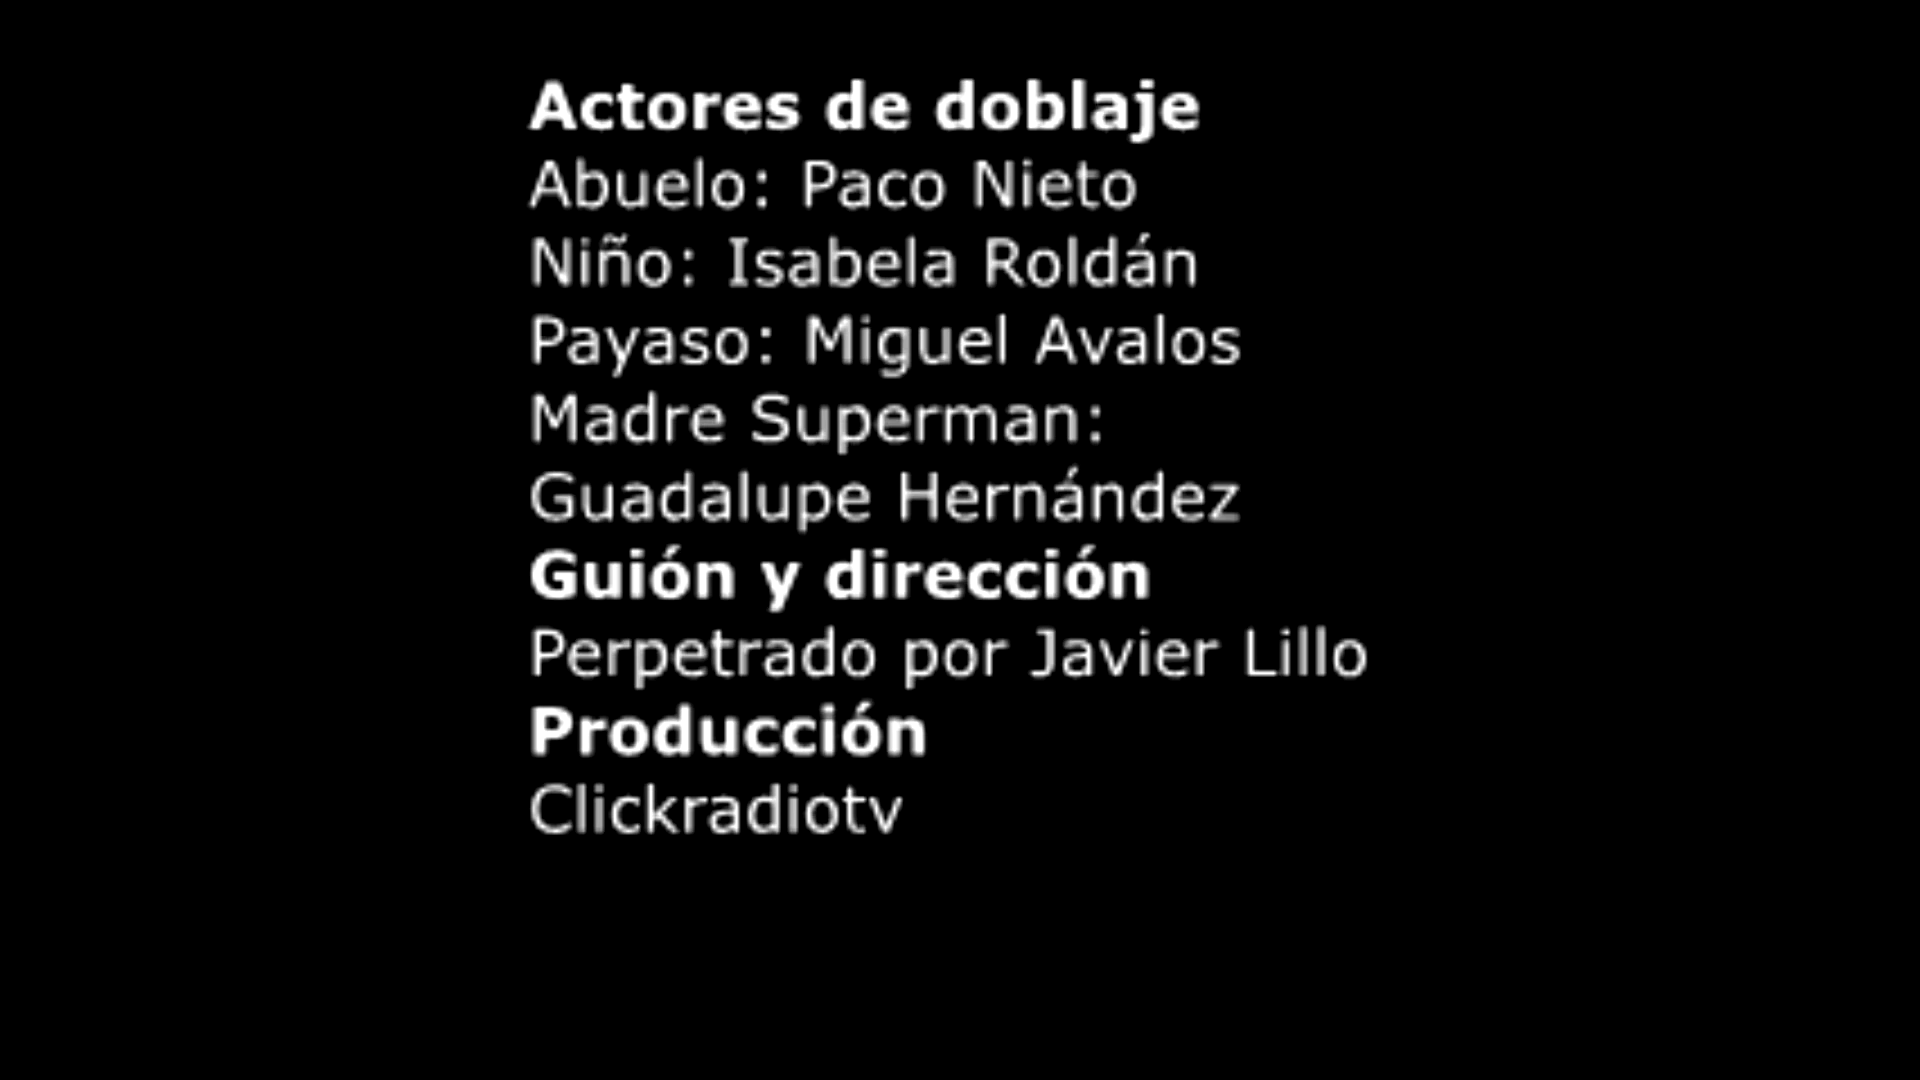 Actores de doblaje
Abuelo: Paco Nieto
Niño: Isabela Roldán
Payaso: Miguel Avalos
Madre Superman:
Guadalupe Hernández
Guión y dirección
Perpetrado por Javier Lillo
Producción
Clickradiotv